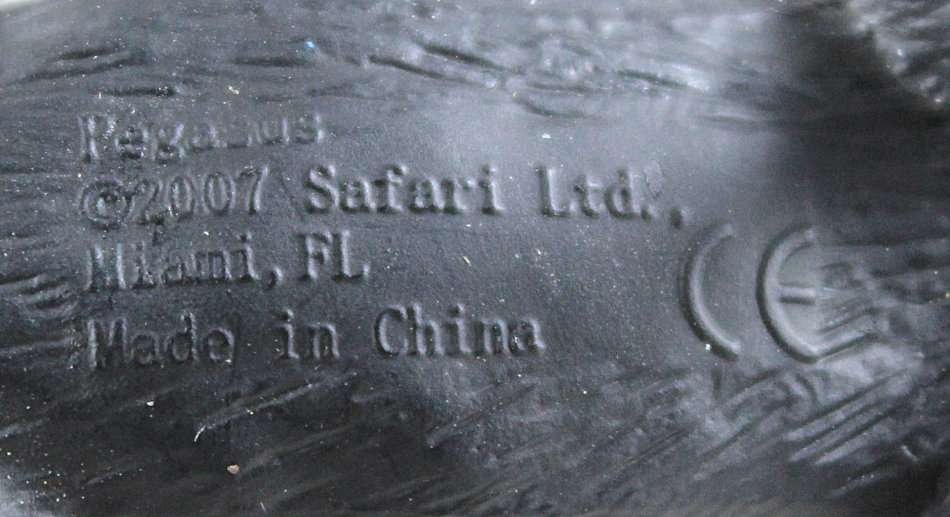 Pegasus
©2007 Safari Ltd.,
Miami, FL
Made in China
CE